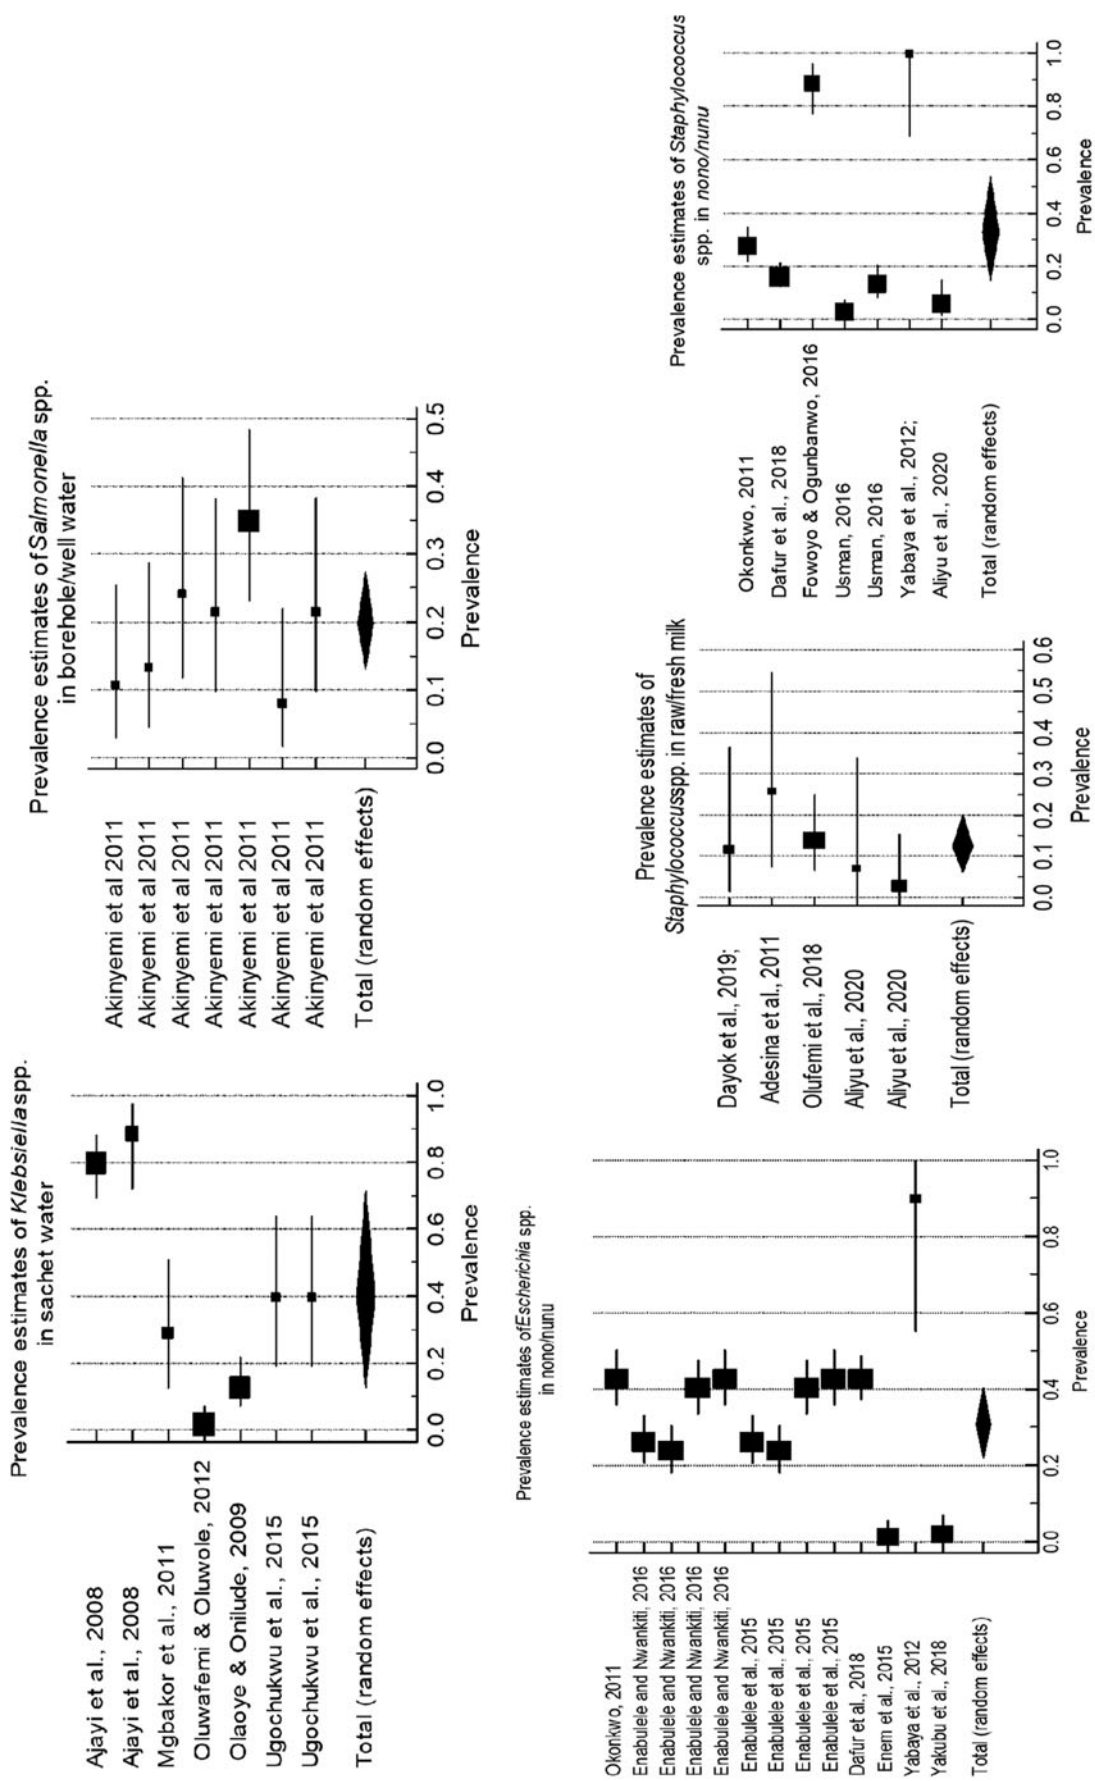 Prevalence estimates of Klebsiella spp.
in sachet water
Ajayi et al., 2008
Ajayi et al., 2008
Mgbakor et al., 2011
Oluwafemi & Oluwole, 2012
Olaoye & Onilude, 2009
Ugochukwu et al., 2015
Ugochukwu et al., 2015
Total (random effects)
0.0 0.2 0.4 0.6 0.8 1.0
Prevalence
Prevalence estimates of Salmonella spp.
in borehole/well water
Akinyemi et al 2011
Akinyemi et al 2011
Akinyemi et al 2011
Akinyemi et al 2011
Akinyemi et al 2011
Akinyemi et al 2011
Akinyemi et al 2011
Total (random effects)
0.0 0.1 0.2 0.3 0.4 0.5
Prevalence
Prevalence estimates of Escherichia spp.
in nono/nunu
Okonkwo, 2011
Enabulele and Nwankiti, 2016
Enabulele and Nwankiti, 2016
Enabulele and Nwankiti, 2016
Enabulele and Nwankiti, 2016
Enabulele et al., 2015
Enabulele et al., 2015
Enabulele et al., 2015
Enabulele et al., 2015
Dafur et al., 2018
Enem et al., 2015
Yabaya et al., 2012
Yakubu et al., 2018
Total (random effects)
0.0 0.2 0.4 0.6 0.8 1.0
Prevalence
Prevalence estimates of
Staphylococcus spp. in raw/fresh milk
Dayok et al., 2019;
Adesina et al., 2011
Olufemi et al., 2018
Aliyu et al., 2020
Aliyu et al., 2020
Total (random effects)
0.0 0.1 0.2 0.3 0.4 0.5 0.6
Prevalence
Prevalence estimates of Staphylococcus
spp. in nono/nunu
Okonkwo, 2011
Dafur et al., 2018
Fowoyo & Ogunbanwo, 2016
Usman, 2016
Usman, 2016
Yabaya et al., 2012;
Aliyu et al., 2020
Total (random effects)
0.0 0.2 0.4 0.6 0.8 1.0
Prevalence